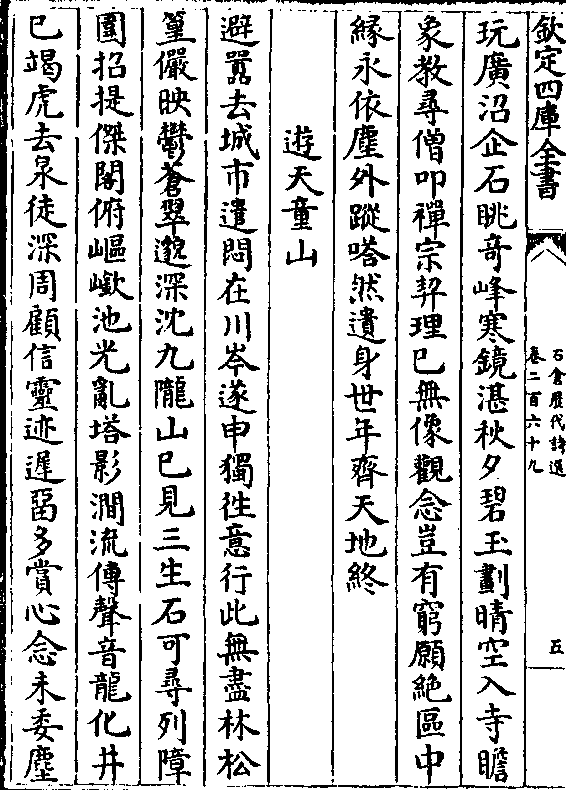 欽定四庫全書
石倉歷代詩選
卷二百六十九
五
玩廣沼企石眺奇峰寒鏡湛秋夕碧玉劃晴空入寺瞻
象教尋僧叩禪宗契理已無像觀念豈有窮願絶區中
縁永依塵外蹤嗒然遺身世年齊天地終
遊天童山
避嚣去城市遣悶在川岑遂申獨徃意行此無盡林松
篁儼映鬱蒼翠邈深沈九隴山已見三生石可尋列障
圍招提傑閣俯嶇嶔池光亂塔影澗流傳聲音龍化井
已竭虎去泉徒深周顧信靈迹遲畱多賞心念未委塵